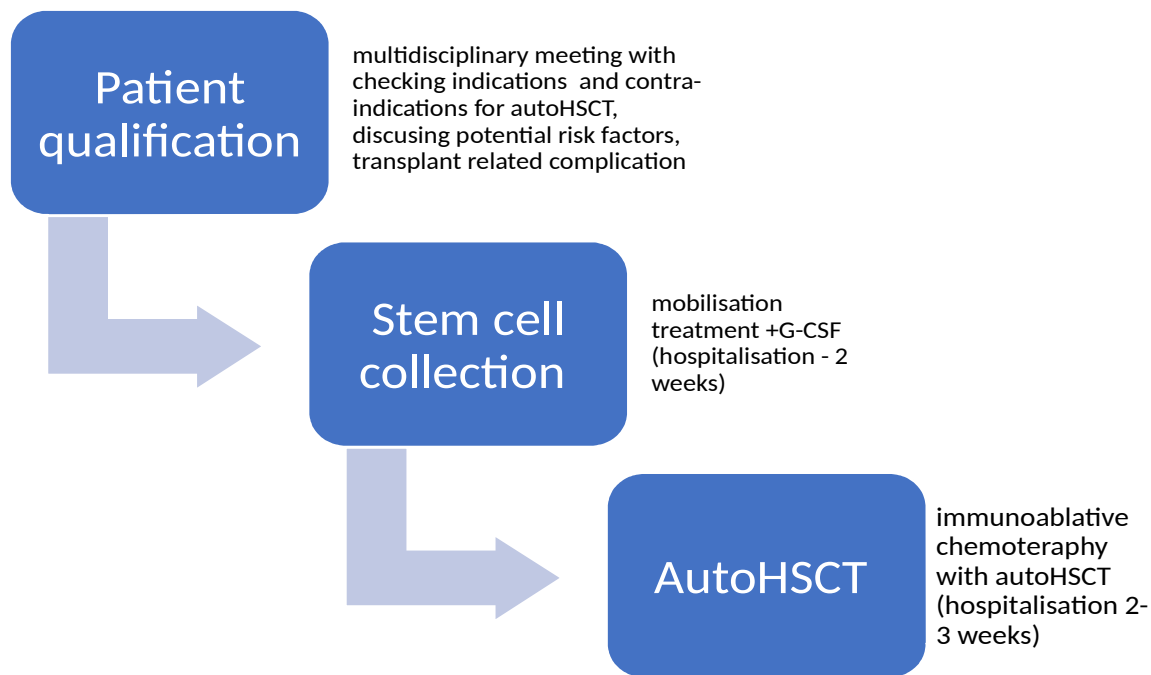 Patient
qualification
multidisciplinary meeting with
checking indications  and contra-
indications for autoHSCT,
discusing potential risk factors,
transplant related complication
Stem cell
collection
mobilisation
treatment +G-CSF
(hospitalisation - 2
weeks)
AutoHSCT
immunoablative
chemoteraphy
with autoHSCT
(hospitalisation 2-
3 weeks)